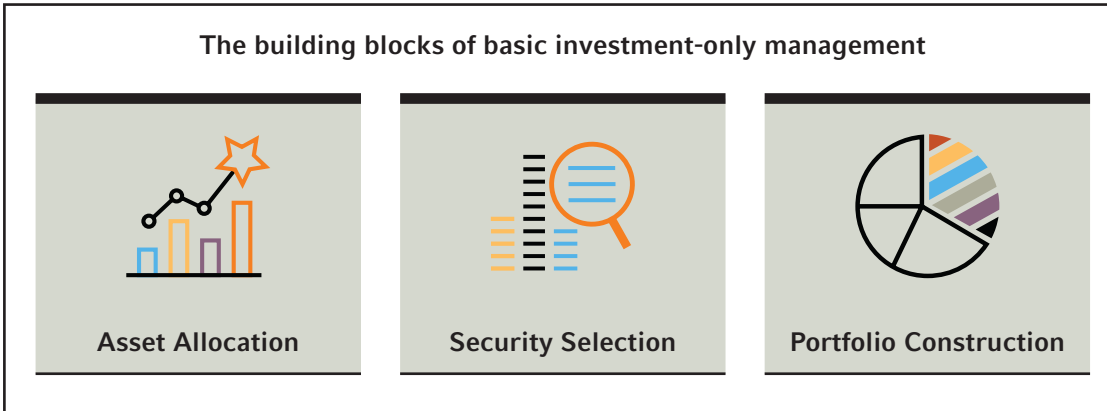 The building blocks of basic investment-only management
Asset Allocation
Security Selection
Portfolio Construction